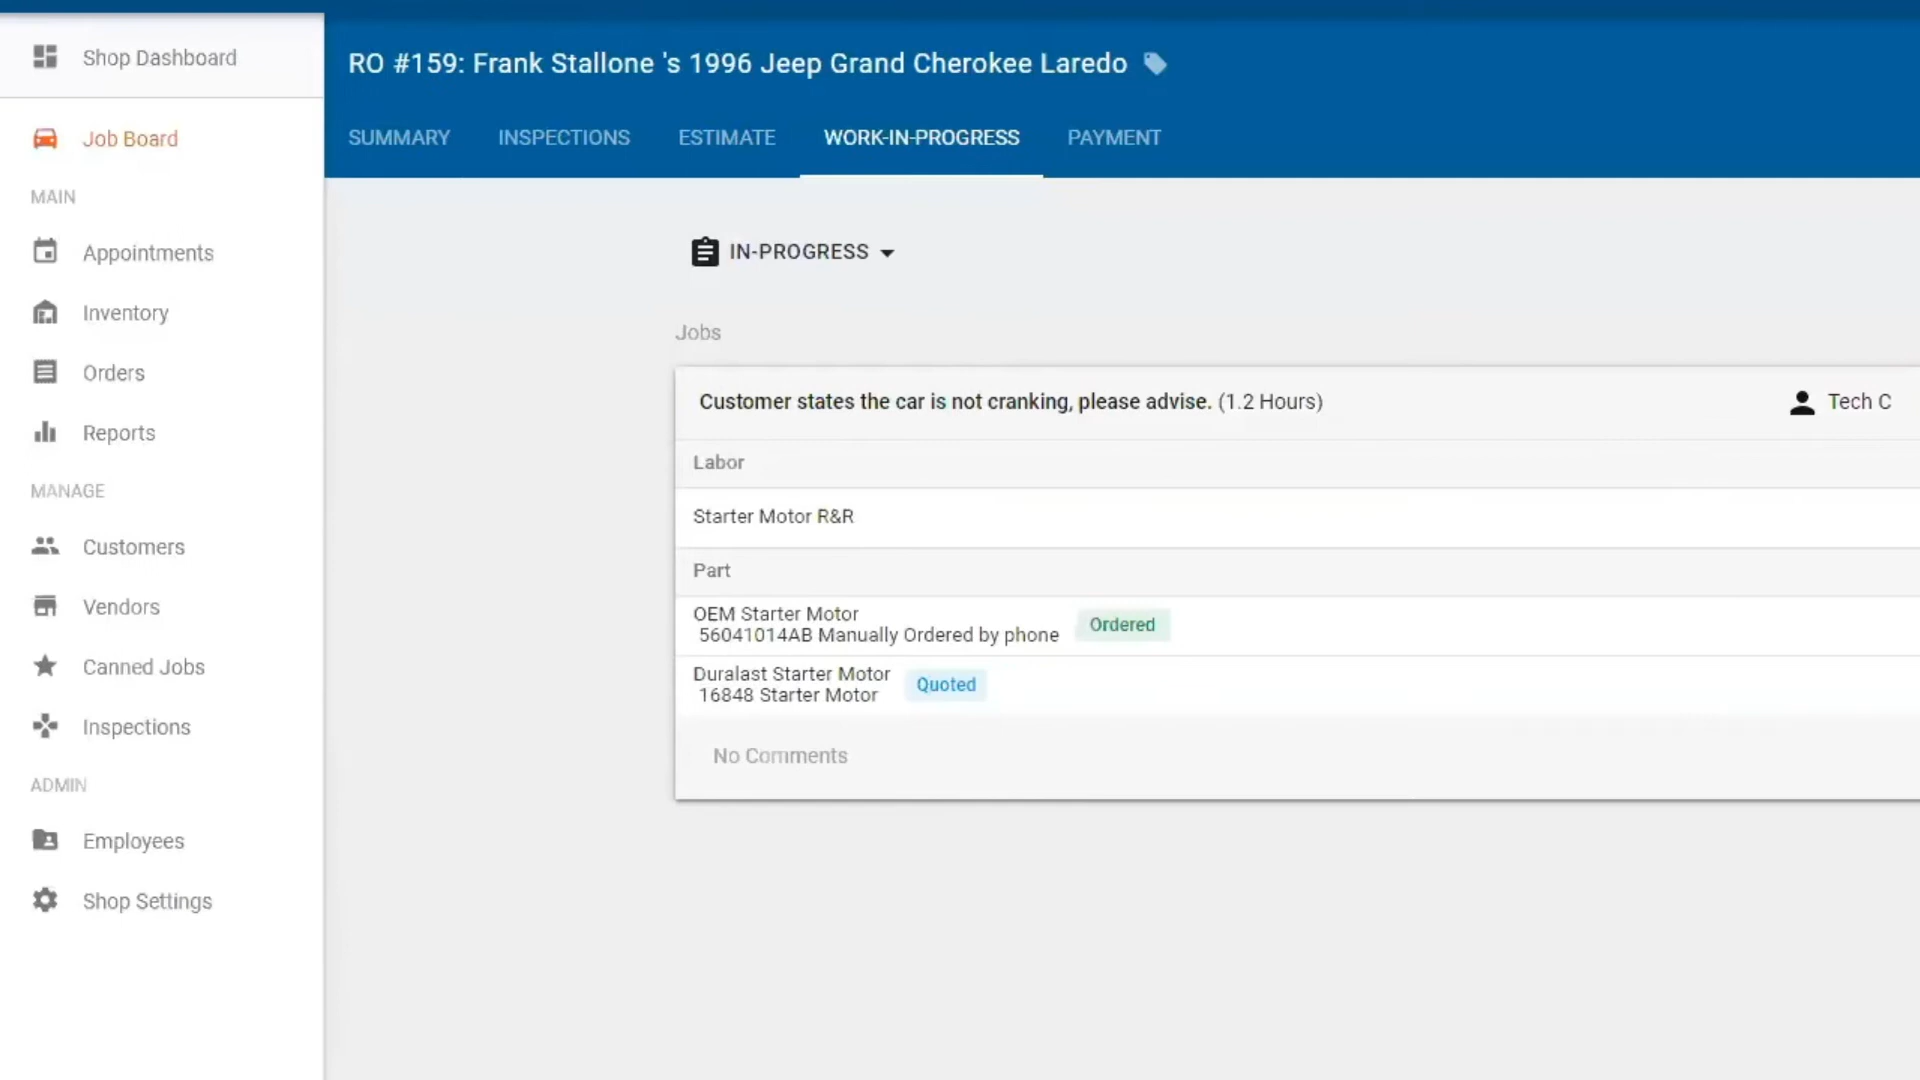 Shop Dashboard
Job Board
MAIN
Appointments
Inventory
Orders
Reports
MANAGE
Customers
Vendors
Canned Jobs
Inspections
ADMIN
Employees
Shop Settings
RO #159: Frank Stallone 's 1996 Jeep Grand Cherokee Laredo
SUMMARY INSPECTIONS ESTIMATE WORK-IN-PROGRESS PAYMENT
IN-PROGRESS
Jobs
Customer states the car is not cranking, please advise. (1.2 Hours) Tech C
Labor
Starter Motor R&R
Part
OEM Starter Motor
56041014AB Manually Ordered by phone Ordered
Duralast Starter Motor
16848 Starter Motor Quoted
No Comments